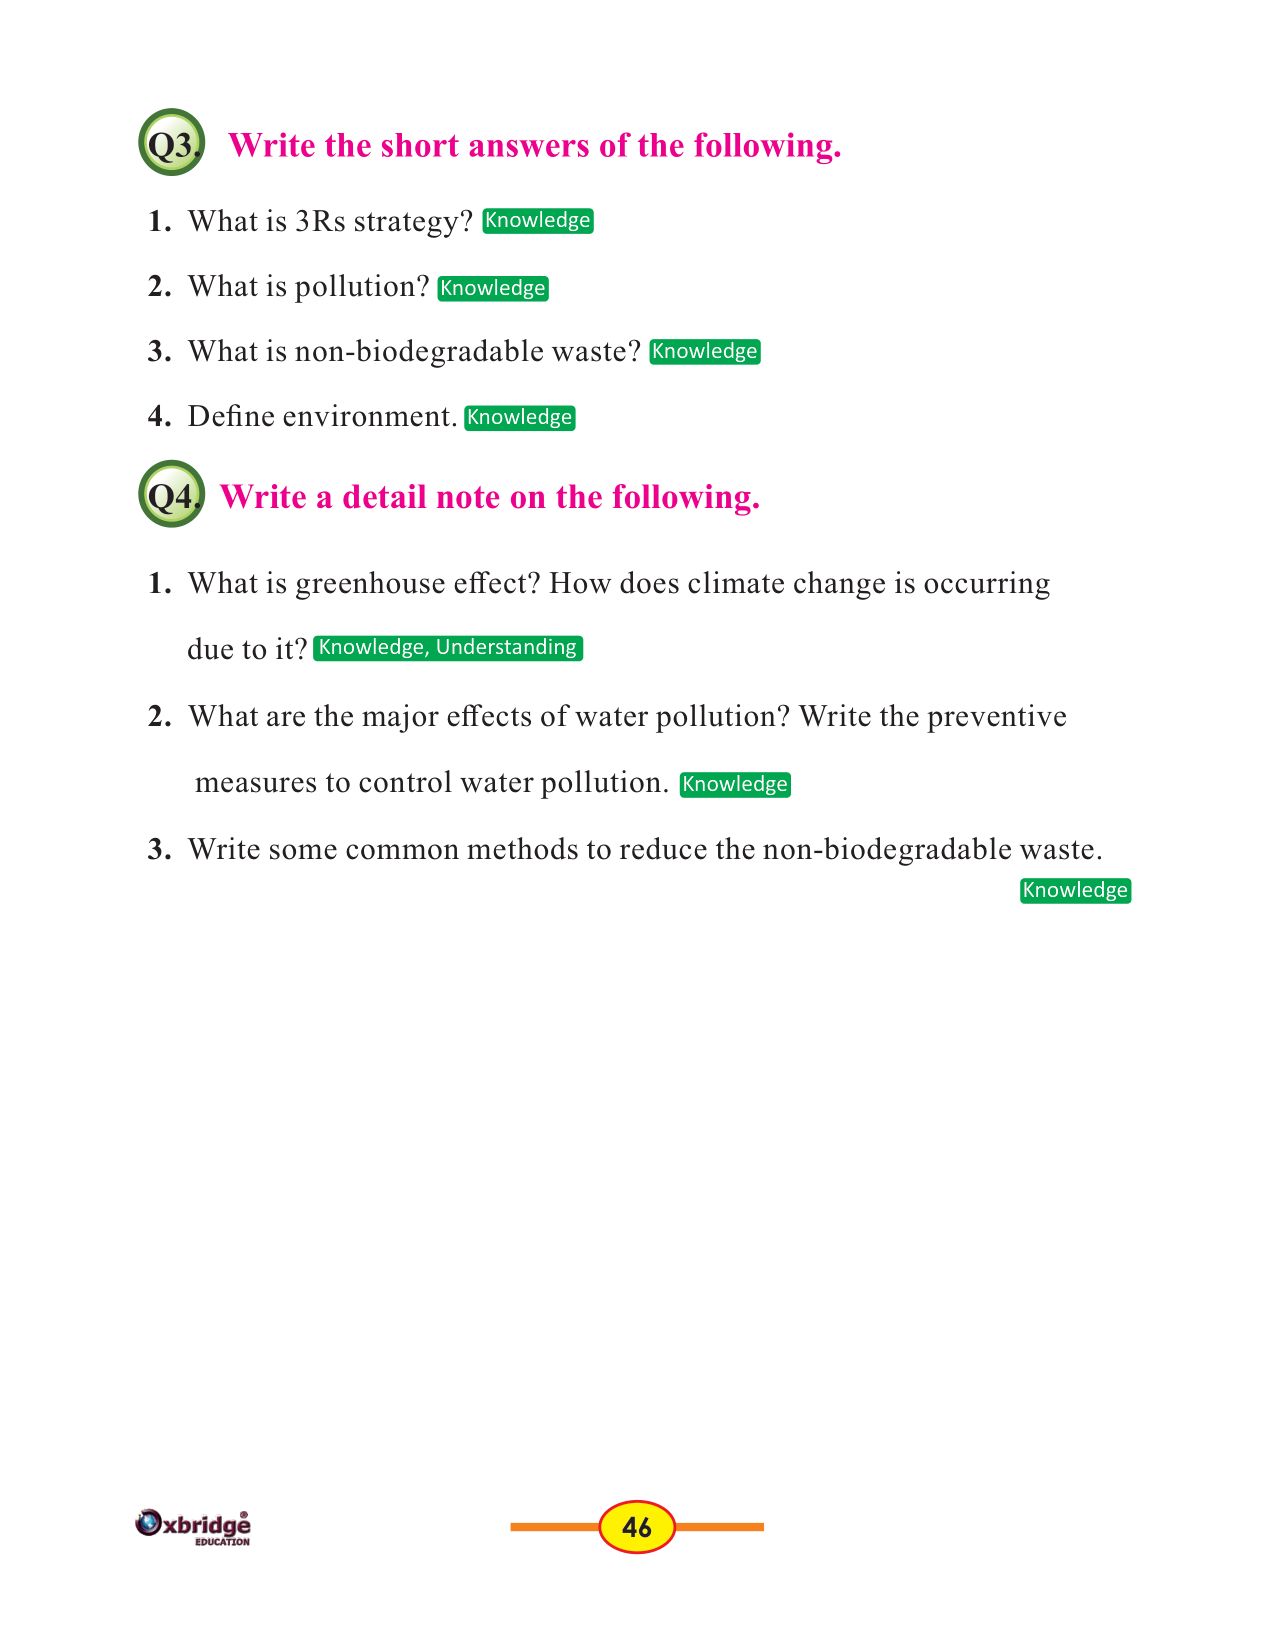 Q3. Write the short answers of the following.
1. What is 3Rs strategy? Knowledge
2. What is pollution? Knowledge
3. What is non-biodegradable waste? Knowledge
4. Define environment. Knowledge
Q4. Write a detail note on the following.
1. What is greenhouse effect? How does climate change is occurring
due to it? Knowledge, Understanding
2. What are the major effects of water pollution? Write the preventive
measures to control water pollution. Knowledge
3. Write some common methods to reduce the non-biodegradable waste.
Knowledge
Oxbridge®
EDUCATION
46